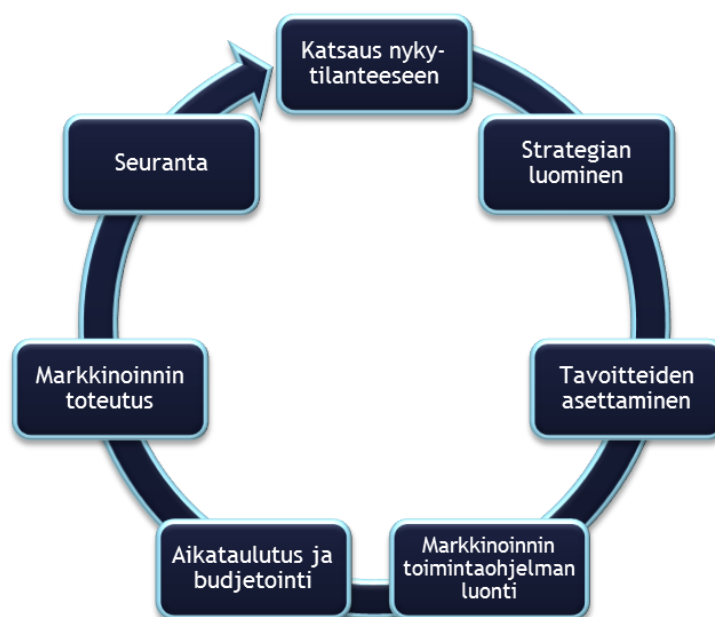 Katsaus nyky-
tilanteeseen
Strategian
luominen
Tavoitteiden
asettaminen
Markkinoinnin
toimintaohjelman
luonti
Aikataulutus ja
budjetointi
Markkinoinnin
toteutus
Seuranta